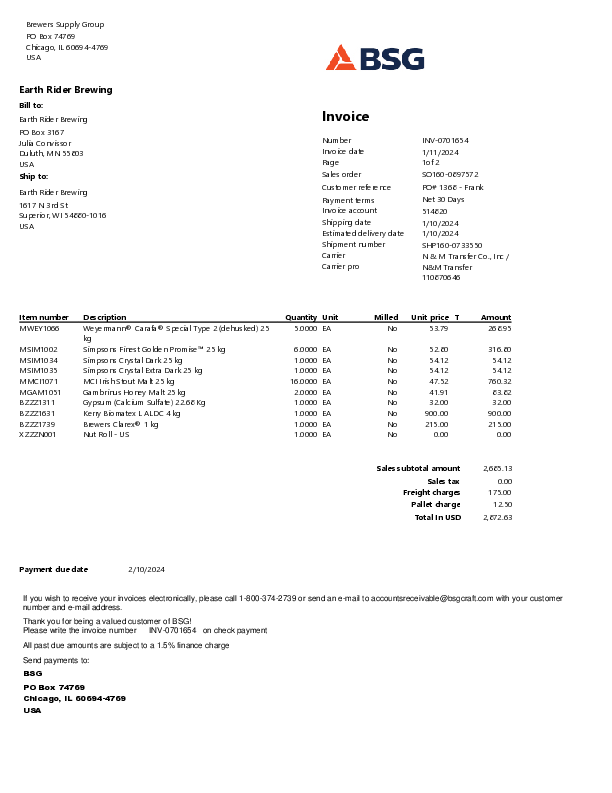 Brewers Supply Group
PO Box 74769
Chicago, IL 60694-4769
USA
BSG
Earth Rider Brewing
Bill to:
Earth Rider Brewing
PO Box 3167
Julia Convissor
Duluth, MN 55803
USA
Ship to:
Earth Rider Brewing
1617 N 3rd St
Superior, WI 54880-1016
USA
Invoice
Number INV-0701654
Invoice date 1/11/2024
Page 1 of 2
Sales order SO160-0897572
Customer reference PO# 1368 - Frank
Payment terms Net 30 Days
Invoice account 514820
Shipping date 1/10/2024
Estimated delivery date 1/10/2024
Shipment number SHP160-0733550
Carrier N & M Transfer Co., Inc /
Carrier pro N&M Transfer
110870646
Item number Description Quantity Unit Milled Unit price T Amount
MWEY1066 Weyermann® Carafa® Special Type 2 (dehusked) 25 5.0000 EA No 53.79 268.95
kg
MSIM1002 Simpsons Finest Golden Promise™ 25 kg 6.0000 EA No 52.80 316.80
MSIM1034 Simpsons Crystal Dark 25 kg 1.0000 EA No 54.12 54.12
MSIM1035 Simpsons Crystal Extra Dark 25 kg 1.0000 EA No 54.12 54.12
MMCI1071 MCI Irish Stout Malt 25 kg 16.0000 EA No 47.52 760.32
MGAM1051 Gambrinus Honey Malt 25 kg 2.0000 EA No 41.91 83.82
BZZZ1311 Gypsum (Calcium Sulfate) 22.68 Kg 1.0000 EA No 32.00 32.00
BZZZ1631 Kerry Biomatex L ALDC 4 kg 1.0000 EA No 900.00 900.00
BZZZ1739 Brewers Clarex® 1 kg 1.0000 EA No 215.00 215.00
XZZZN001 Nut Roll - US 1.0000 EA No 0.00 0.00
Sales subtotal amount 2,685.13
Sales tax 0.00
Freight charges 175.00
Pallet charge 12.50
Total in USD 2,872.63
Payment due date 2/10/2024
If you wish to receive your invoices electronically, please call 1-800-374-2739 or send an e-mail to accountsreceivable@bsgcraft.com with your customer
number and e-mail address.
Thank you for being a valued customer of BSG!
Please write the invoice number INV-0701654 on check payment
All past due amounts are subject to a 1.5% finance charge
Send payments to:
BSG
PO Box 74769
Chicago, IL 60694-4769
USA